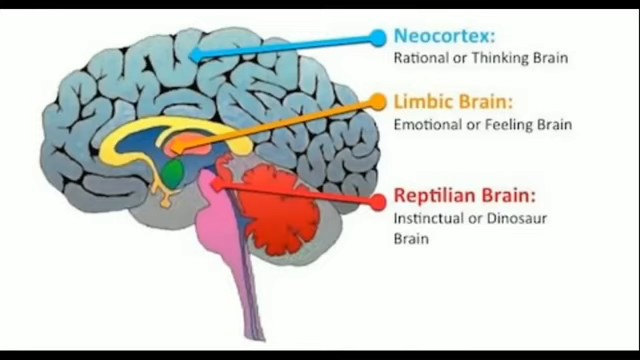 Neocortex:
Rational or Thinking Brain
Limbic Brain:
Emotional or Feeling Brain
Reptilian Brain:
Instinctual or Dinosaur
Brain